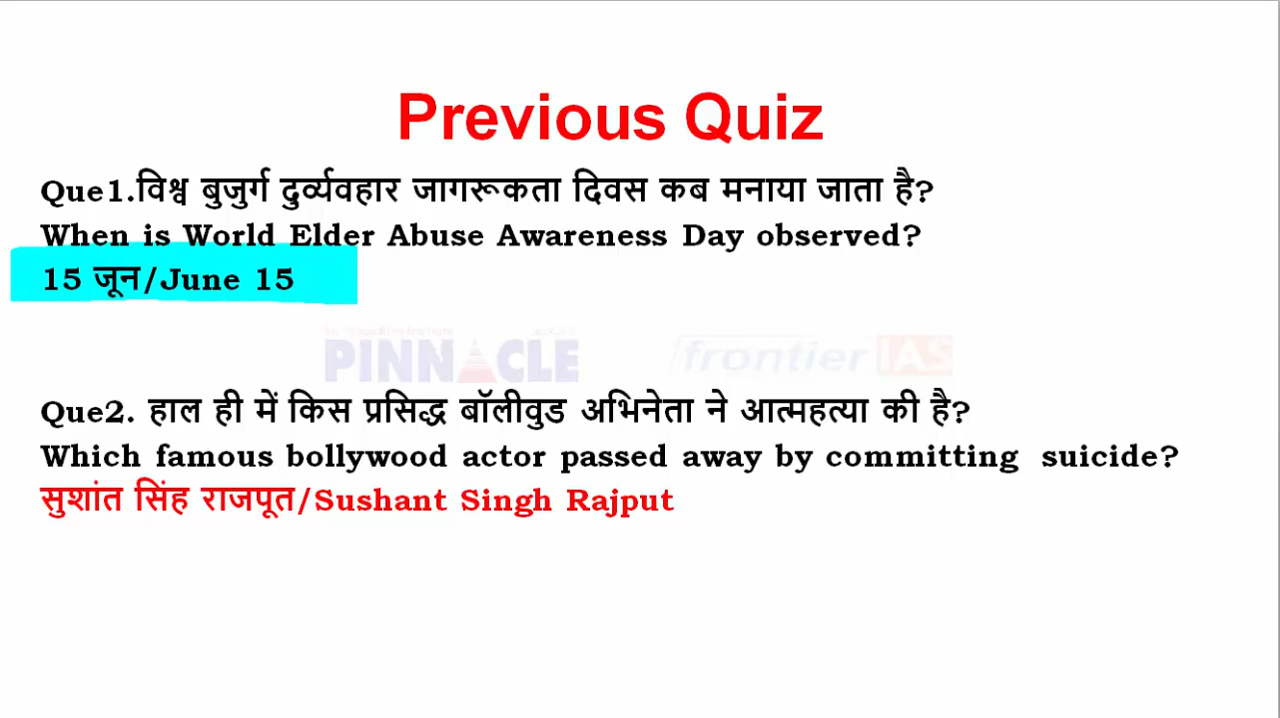 Previous Quiz
Que1.विश्व बुजुर्ग दुर्व्यवहार जागरूकता दिवस कब मनाया जाता है?
When is World Elder Abuse Awareness Day observed?
15 जून/June 15
PINNACLE frontier IAS
Que2. हाल ही में किस प्रसिद्ध बॉलीवुड अभिनेता ने आत्महत्या की है?
Which famous bollywood actor passed away by committing suicide?
सुशांत सिंह राजपूत/Sushant Singh Rajput